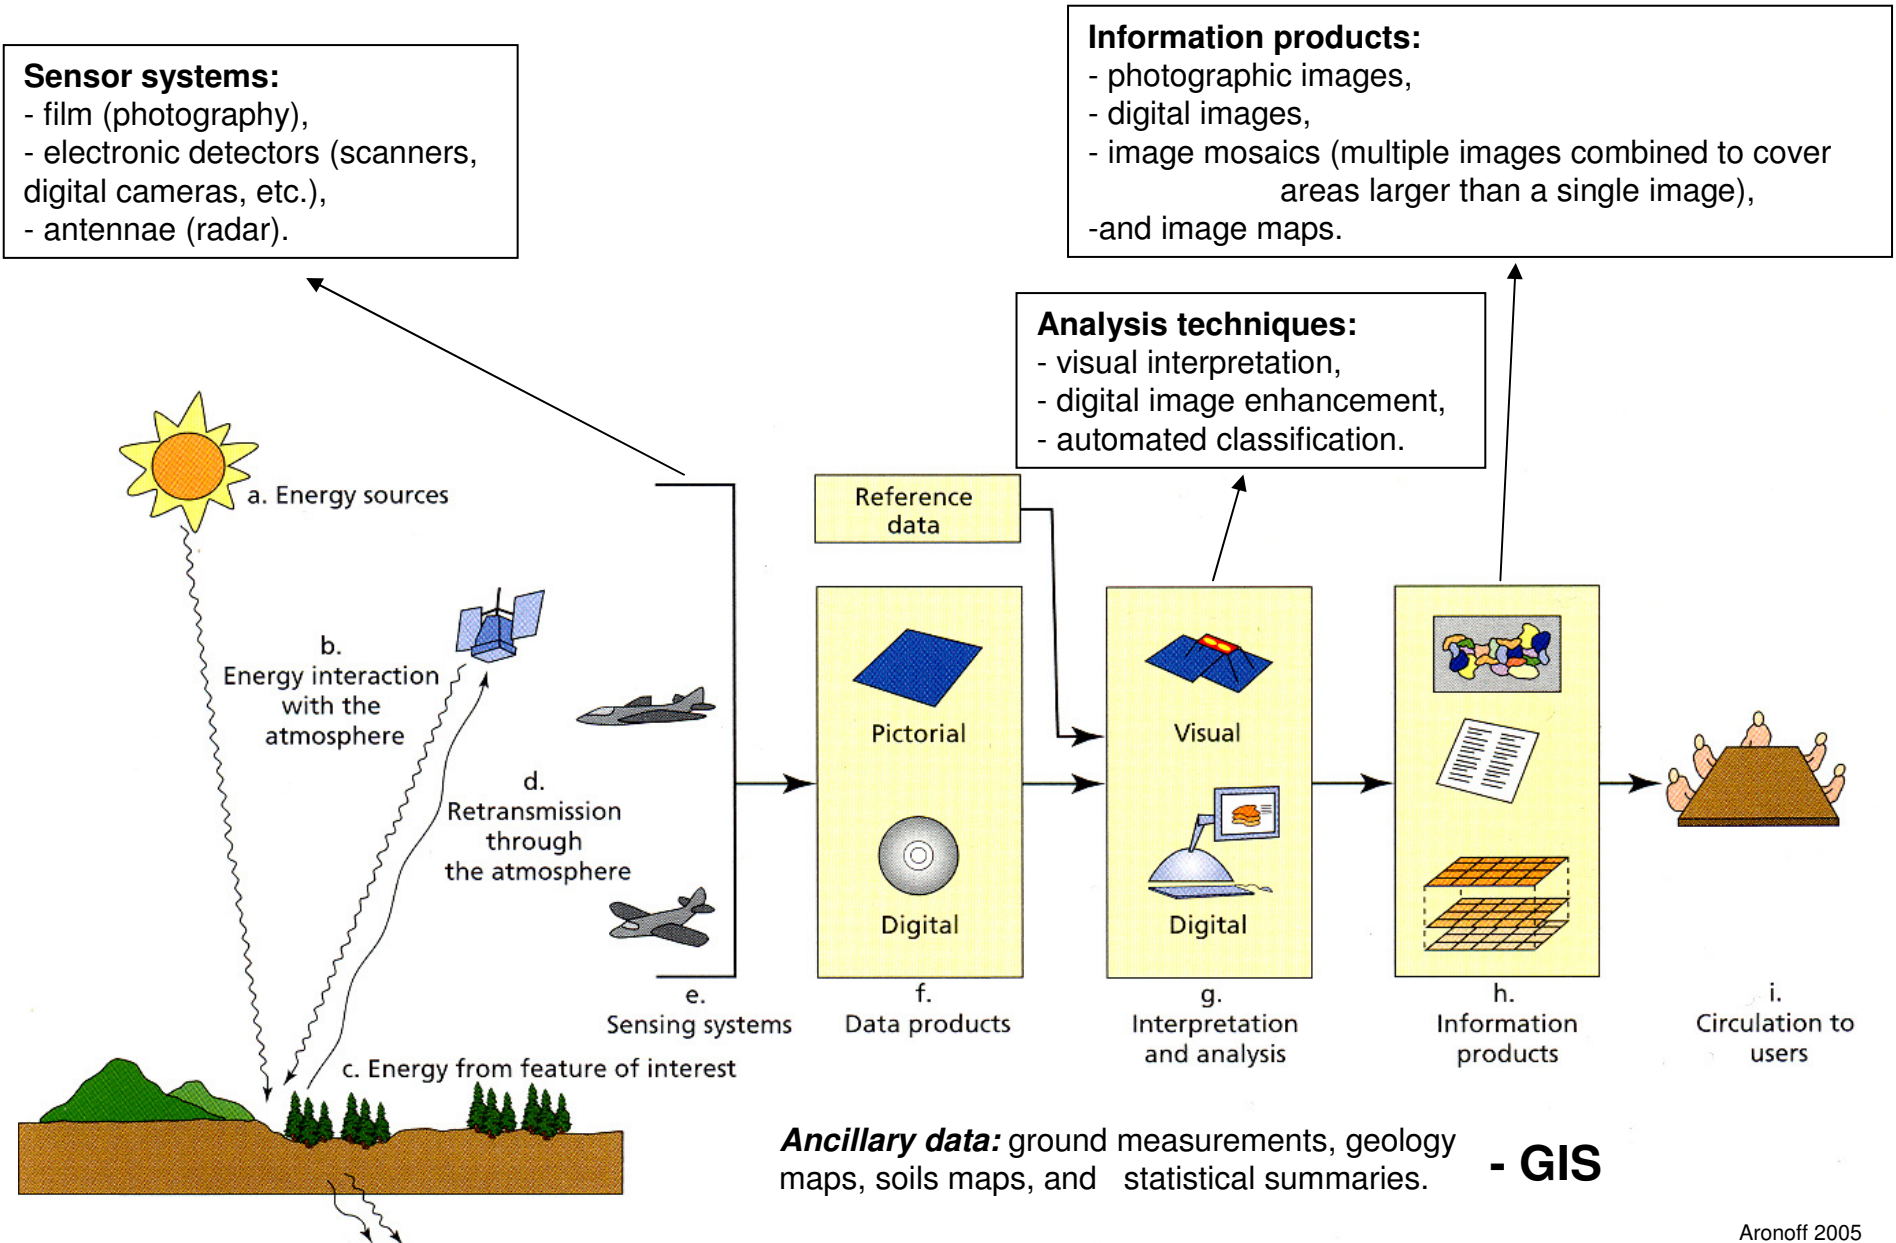 Sensor systems:
- film (photography),
- electronic detectors (scanners,
digital cameras, etc.),
- antennae (radar).
Information products:
- photographic images,
- digital images,
- image mosaics (multiple images combined to cover
areas larger than a single image),
-and image maps.
Analysis techniques:
- visual interpretation,
- digital image enhancement,
- automated classification.
a. Energy sources
b.
Energy interaction
with the
atmosphere
d.
Retransmission
through
the atmosphere
c. Energy from feature of interest
e.
Sensing systems
Reference
data
Pictorial
Digital
f.
Data products
Visual
Digital
g.
Interpretation
and analysis
h.
Information
products
i.
Circulation to
users
Ancillary data: ground measurements, geology
maps, soils maps, and statistical summaries.
- GIS
Aronoff 2005